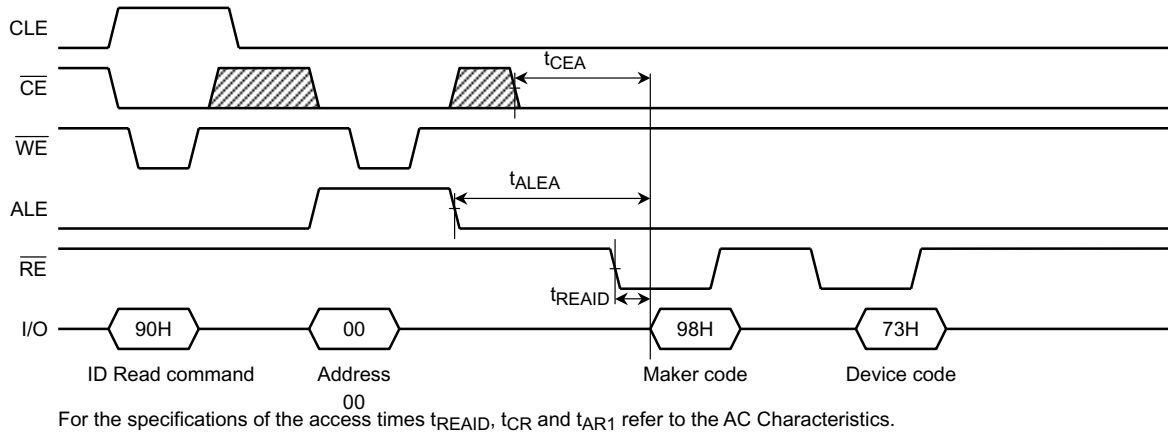 CLE
tCEA
CE
WE
tALEA
ALE
RE
tREAID
I/O 90H 00 98H 73H
ID Read command Address Maker code Device code
00
For the specifications of the access times tREAID, tCR and tAR1 refer to the AC Characteristics.